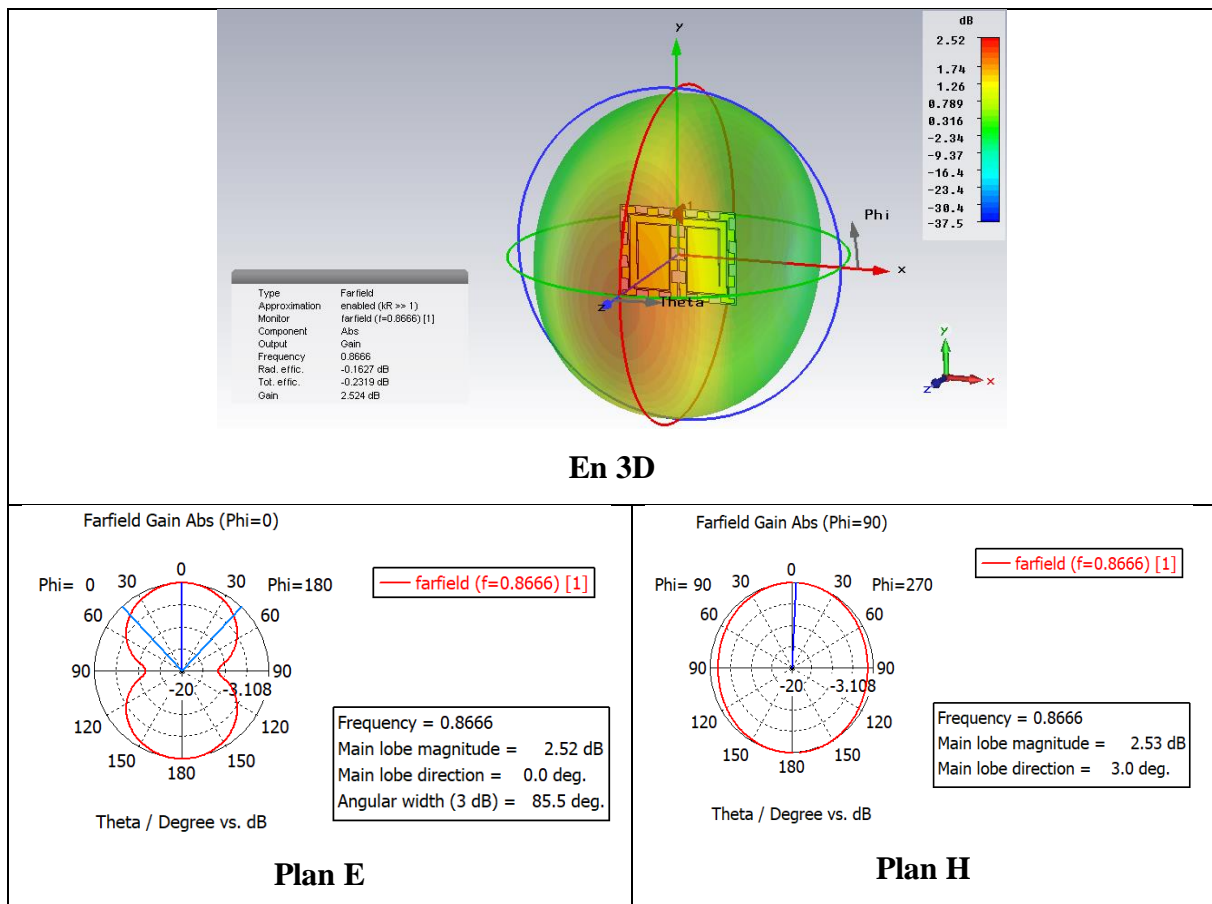 dB
2.52
1.74
1.26
0.789
0.316
-2.34
-9.37
-16.4
-23.4
-30.4
-37.5
y
1
Phi
x
z
Theta
Type Farfield
Approximation enabled (kR >> 1)
Monitor farfield (f=0.8666) [1]
Component Abs
Output Gain
Frequency 0.8666
Rad. effic. -0.1627 dB
Tot. effic. -0.2319 dB
Gain 2.524 dB
y
x
z
En 3D
Farfield Gain Abs (Phi=0)
0
Phi= 0 30 30 Phi=180
60 60
90 90
-20 -3.108
120 120
150 150
180
farfield (f=0.8666) [1]
Frequency = 0.8666
Main lobe magnitude = 2.52 dB
Main lobe direction = 0.0 deg.
Angular width (3 dB) = 85.5 deg.
Theta / Degree vs. dB
Plan E
Farfield Gain Abs (Phi=90)
0
Phi= 90 30 30 Phi=270
60 60
90 90
-20 -3.108
120 120
150 150
180
farfield (f=0.8666) [1]
Frequency = 0.8666
Main lobe magnitude = 2.53 dB
Main lobe direction = 3.0 deg.
Theta / Degree vs. dB
Plan H